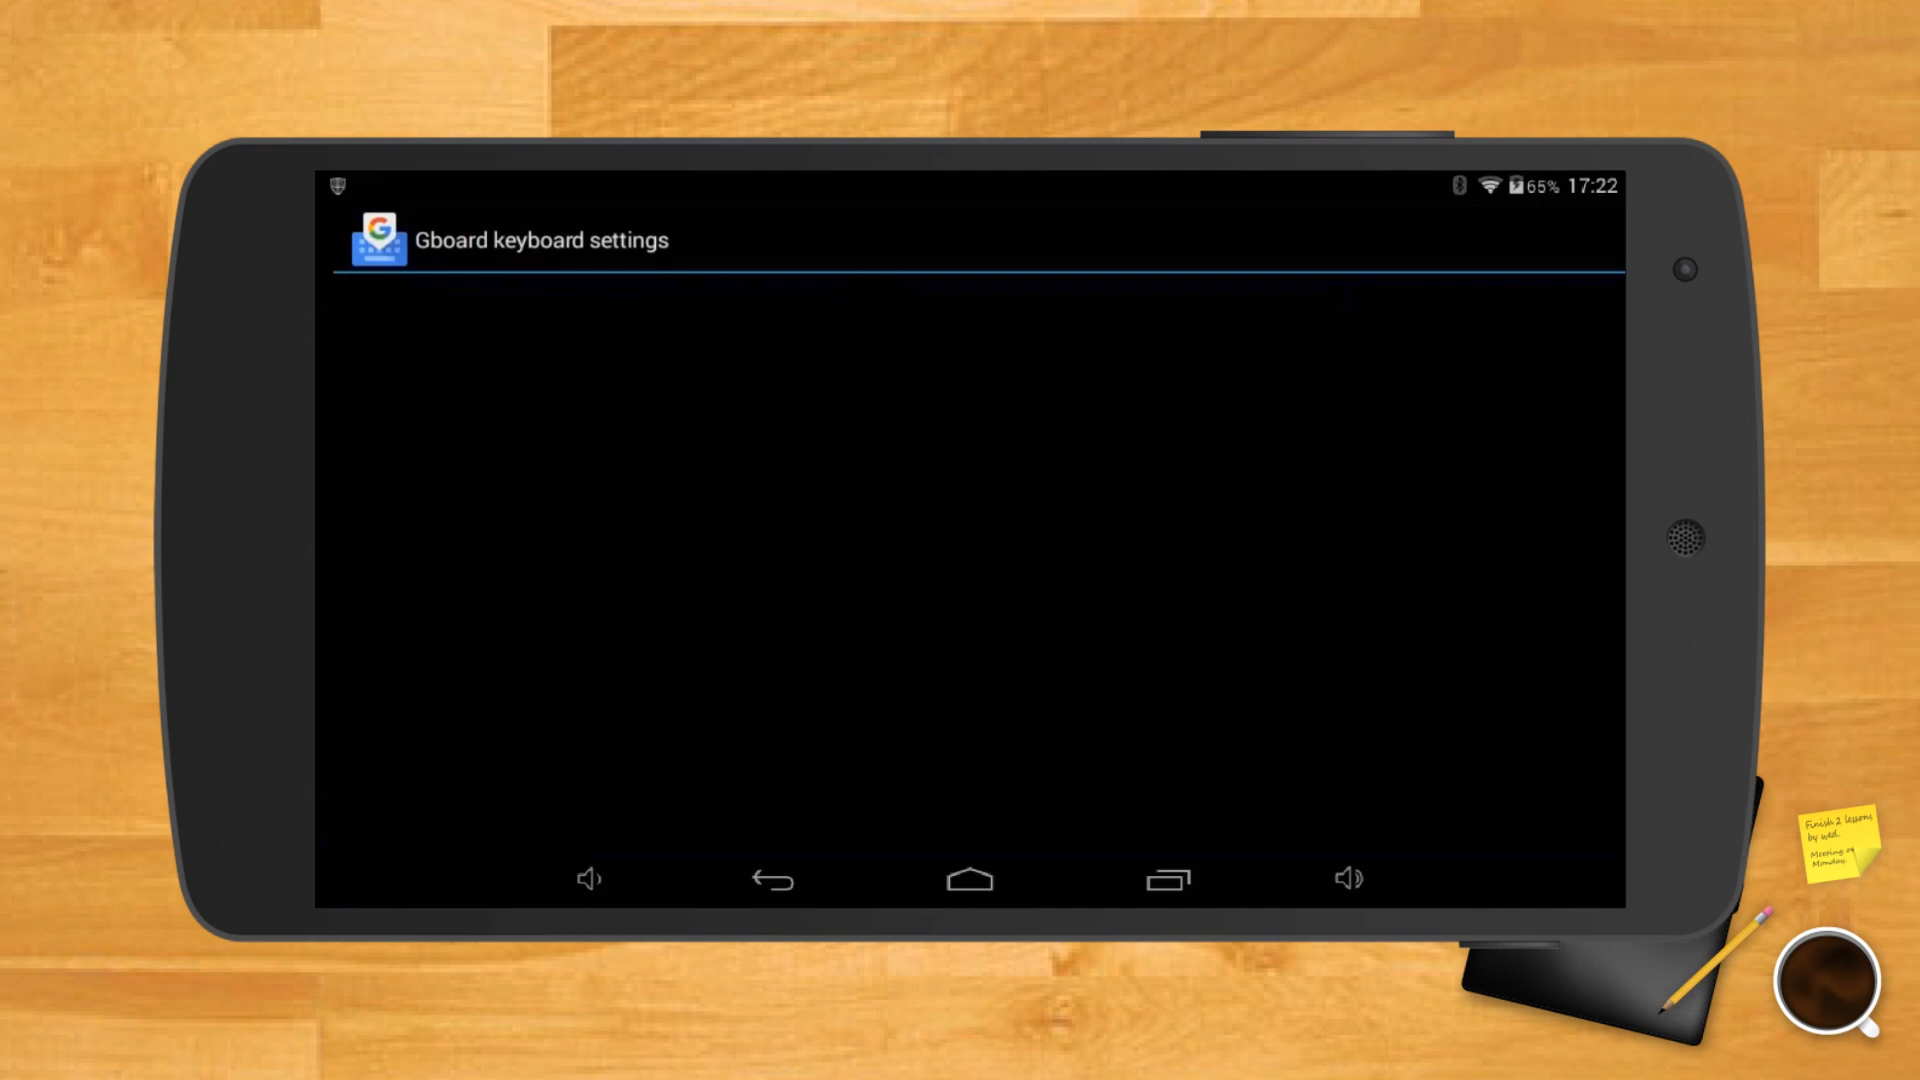 65% 17:22
Gboard keyboard settings
Finish 2 lessons
by wed.
Meeting on
Monday.